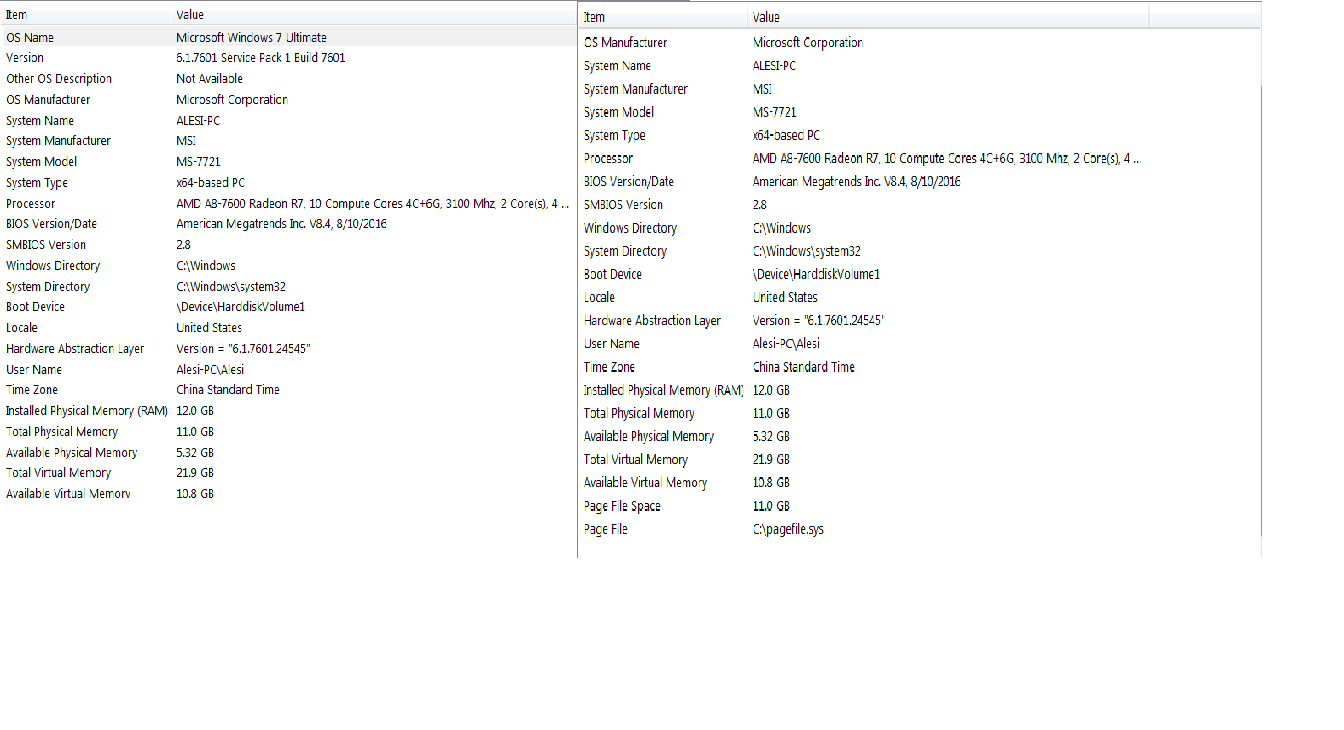 Item Value
OS Name Microsoft Windows 7 Ultimate
Version 6.1.7601 Service Pack 1 Build 7601
Other OS Description Not Available
OS Manufacturer Microsoft Corporation
System Name ALESI-PC
System Manufacturer MSI
System Model MS-7721
System Type x64-based PC
Processor AMD A8-7600 Radeon R7, 10 Compute Cores 4C+6G, 3100 Mhz, 2 Core(s), 4 ...
BIOS Version/Date American Megatrends Inc. V8.4, 8/10/2016
SMBIOS Version 2.8
Windows Directory C:\Windows
System Directory C:\Windows\system32
Boot Device \Device\HarddiskVolume1
Locale United States
Hardware Abstraction Layer Version = "6.1.7601.24545"
User Name Alesi-PC\Alesi
Time Zone China Standard Time
Installed Physical Memory (RAM) 12.0 GB
Total Physical Memory 11.0 GB
Available Physical Memory 5.32 GB
Total Virtual Memory 21.9 GB
Available Virtual Memory 10.8 GB
Item Value
OS Manufacturer Microsoft Corporation
System Name ALESI-PC
System Manufacturer MSI
System Model MS-7721
System Type x64-based PC
Processor AMD A8-7600 Radeon R7, 10 Compute Cores 4C+6G, 3100 Mhz, 2 Core(s), 4 ...
BIOS Version/Date American Megatrends Inc. V8.4, 8/10/2016
SMBIOS Version 2.8
Windows Directory C:\Windows
System Directory C:\Windows\system32
Boot Device \Device\HarddiskVolume1
Locale United States
Hardware Abstraction Layer Version = "6.1.7601.24545"
User Name Alesi-PC\Alesi
Time Zone China Standard Time
Installed Physical Memory (RAM) 12.0 GB
Total Physical Memory 11.0 GB
Available Physical Memory 5.32 GB
Total Virtual Memory 21.9 GB
Available Virtual Memory 10.8 GB
Page File Space 11.0 GB
Page File C:\pagefile.sys